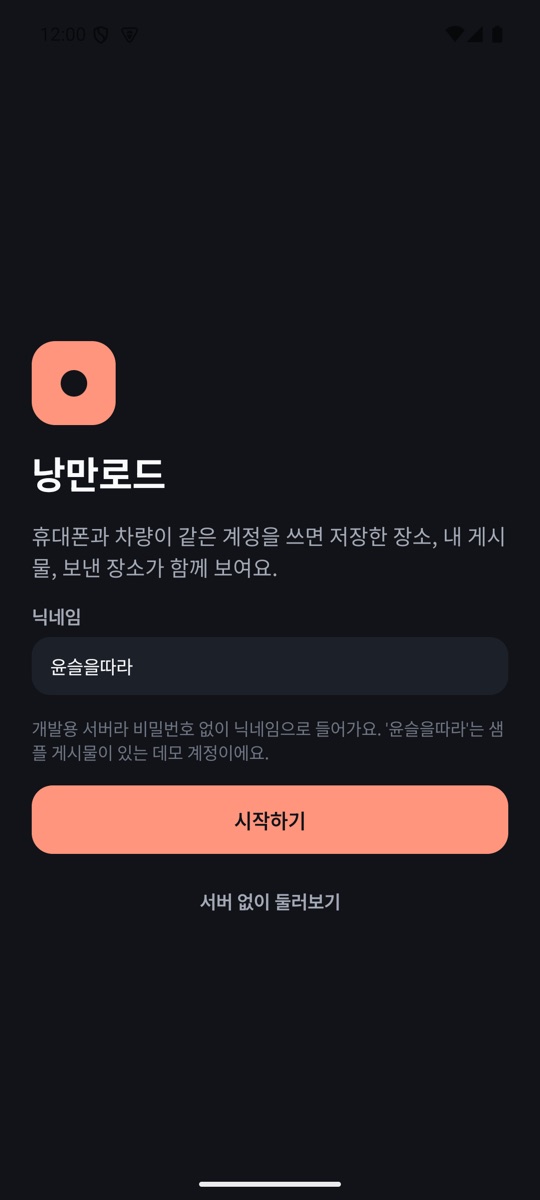 12:00
낭만로드
휴대폰과 차량이 같은 계정을 쓰면 저장한 장소, 내 게시
물, 보낸 장소가 함께 보여요.
닉네임
윤슬을따라
개발용 서버라 비밀번호 없이 닉네임으로 들어가요. '윤슬을따라'는 샘
플 게시물이 있는 데모 계정이에요.
시작하기
서버 없이 둘러보기